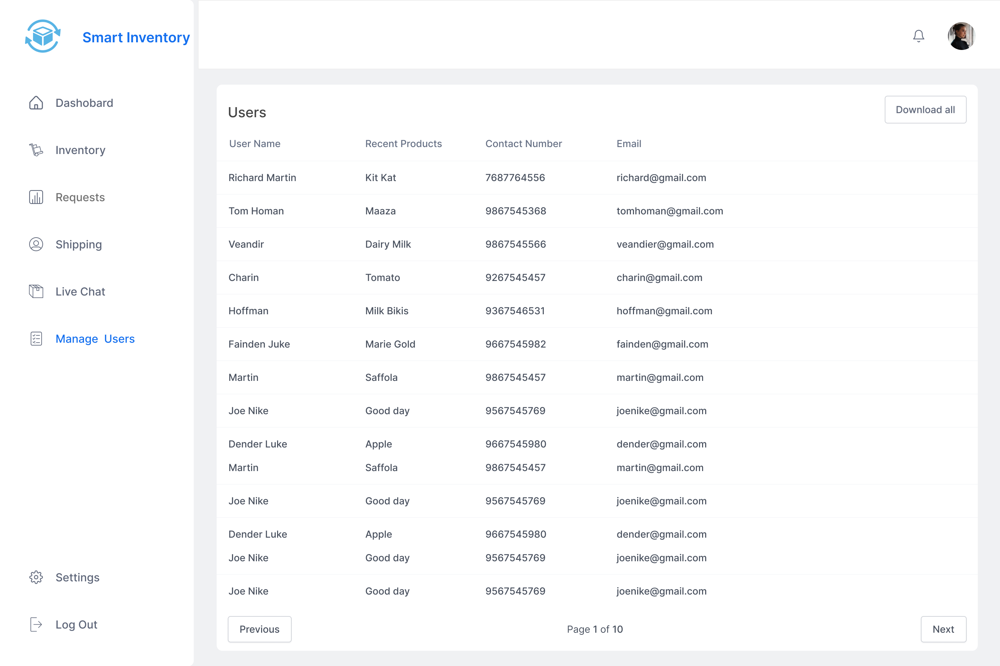 Smart Inventory
Dashobard
Inventory
Requests
Shipping
Live Chat
Manage Users
Settings
Log Out
Users
Download all
User Name Recent Products Contact Number Email
Richard Martin Kit Kat 7687764556 richard@gmail.com
Tom Homan Maaza 9867545368 tomhoman@gmail.com
Veandir Dairy Milk 9867545566 veandier@gmail.com
Charin Tomato 9267545457 charin@gmail.com
Hoffman Milk Bikis 9367546531 hoffman@gmail.com
Fainden Juke Marie Gold 9667545982 fainden@gmail.com
Martin Saffola 9867545457 martin@gmail.com
Joe Nike Good day 9567545769 joenike@gmail.com
Dender Luke Apple 9667545980 dender@gmail.com
Martin Saffola 9867545457 martin@gmail.com
Joe Nike Good day 9567545769 joenike@gmail.com
Dender Luke Apple 9667545980 dender@gmail.com
Joe Nike Good day 9567545769 joenike@gmail.com
Joe Nike Good day 9567545769 joenike@gmail.com
Previous Page 1 of 10 Next